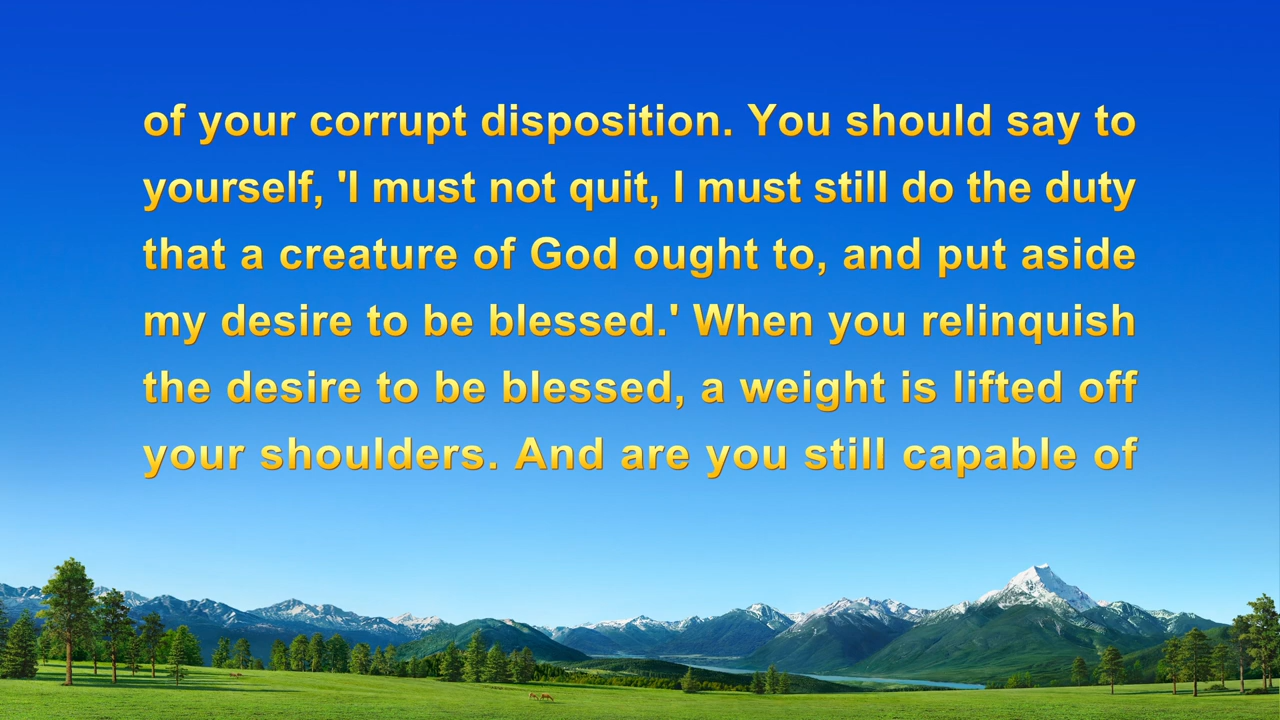 of your corrupt disposition. You should say to
yourself, 'I must not quit, I must still do the duty
that a creature of God ought to, and put aside
my desire to be blessed.' When you relinquish
the desire to be blessed, a weight is lifted off
your shoulders. And are you still capable of